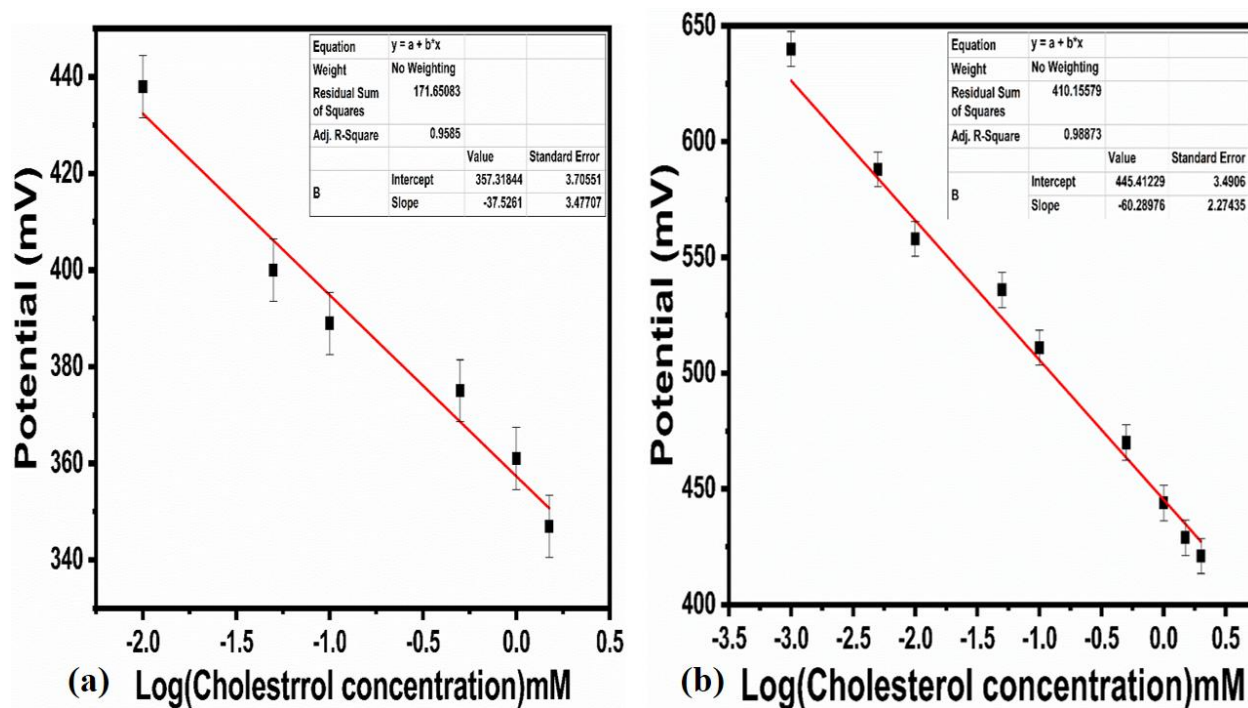 Potential (mV)
440
420
400
380
360
340
-2.0 -1.5 -1.0 -0.5 0.0 0.5
(a) Log(Cholestrrol concentration)mM
Equation y = a + b*x
Weight No Weighting
Residual Sum
of Squares 171.65083
Adj. R-Square 0.9585
Value Standard Error
B Intercept 357.31844 3.70551
Slope -37.5261 3.47707
Potential (mV)
650
600
550
500
450
400
-3.5 -3.0 -2.5 -2.0 -1.5 -1.0 -0.5 0.0 0.5
(b) Log(Cholesterol concentration)mM
Equation y = a + b*x
Weight No Weighting
Residual Sum
of Squares 410.15579
Adj. R-Square 0.98873
Value Standard Error
B Intercept 445.41229 3.4906
Slope -60.28976 2.27435